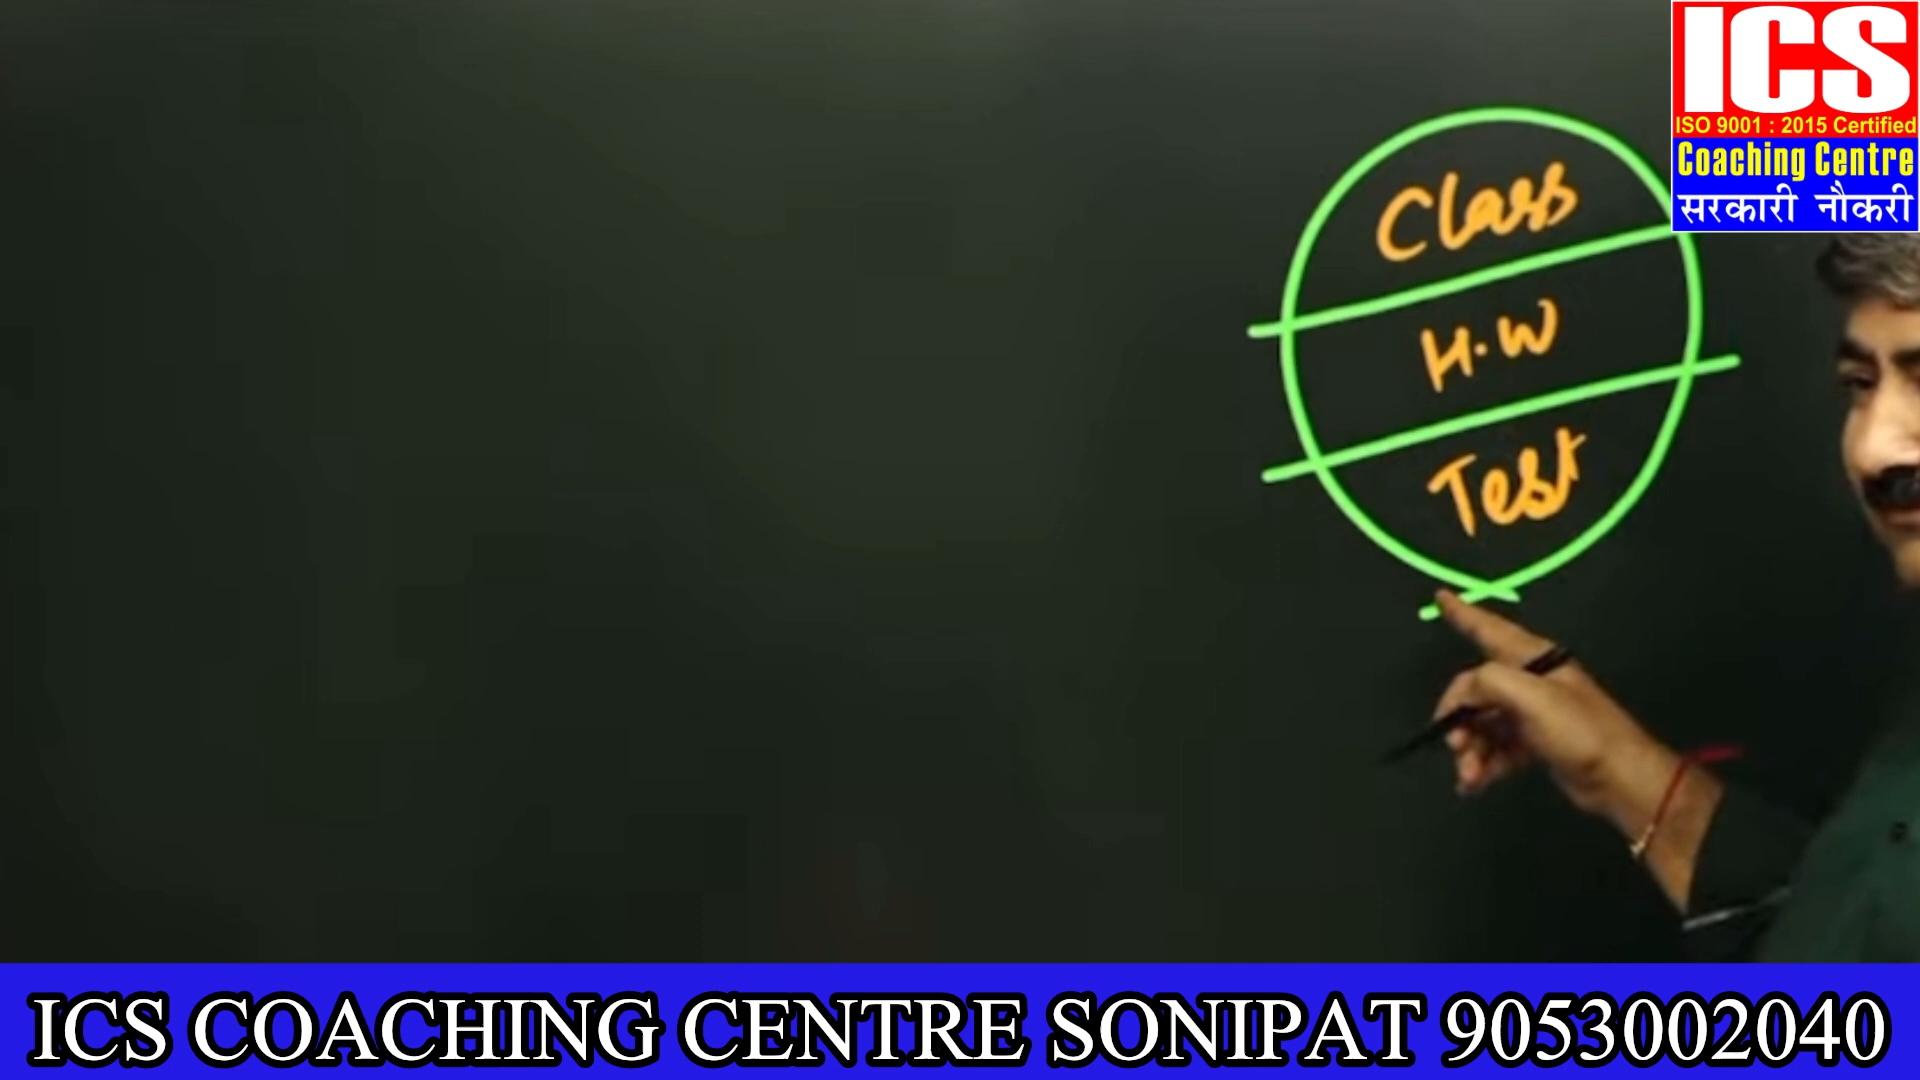 ICS
ISO 9001 : 2015 Certified
Coaching Centre
सरकारी नौकरी
Class
H.W
Test
ICS COACHING CENTRE SONIPAT 9053002040